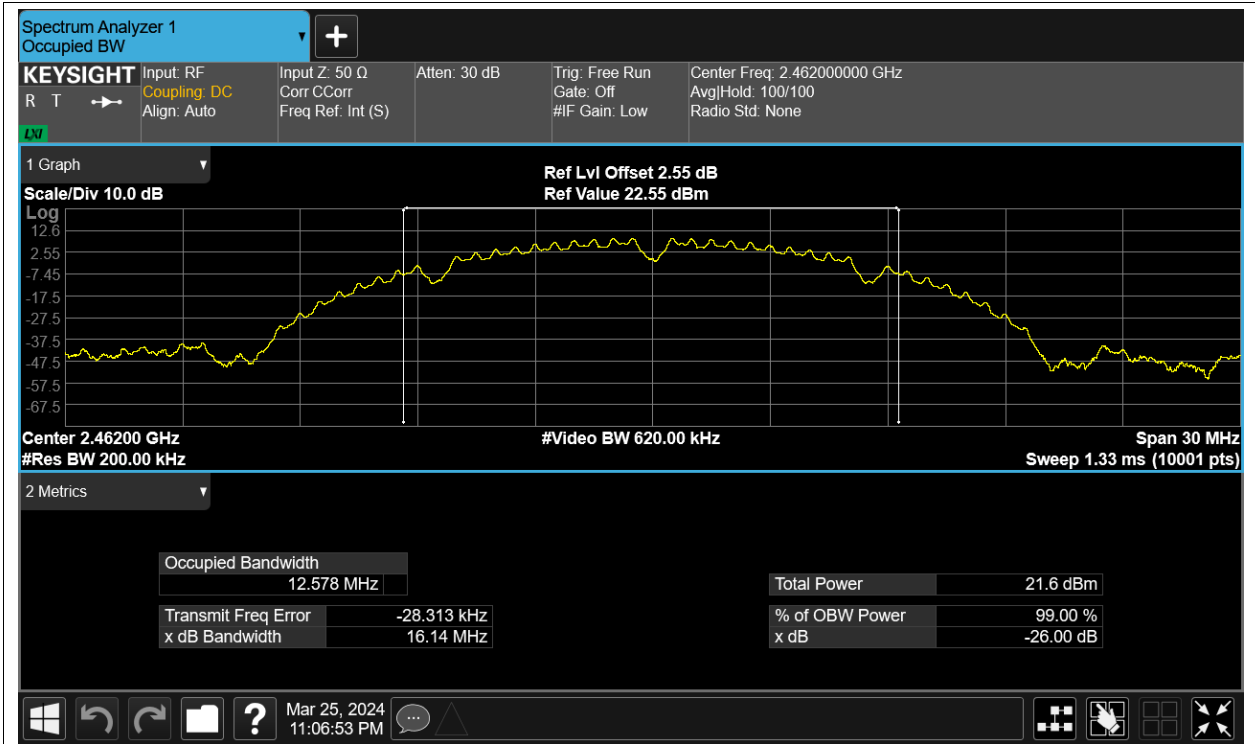 Spectrum Analyzer 1
Occupied BW
KEYSIGHT
R T
LXI
Input: RF
Coupling: DC
Align: Auto
Input Z: 50 Ω
Corr CCorr
Freq Ref: Int (S)
Atten: 30 dB
Trig: Free Run
Gate: Off
#IF Gain: Low
Center Freq: 2.462000000 GHz
Avg|Hold: 100/100
Radio Std: None
1 Graph
Scale/Div 10.0 dB
Ref Lvl Offset 2.55 dB
Ref Value 22.55 dBm
Log
12.6
2.55
-7.45
-17.5
-27.5
-37.5
-47.5
-57.5
-67.5
Center 2.46200 GHz
#Video BW 620.00 kHz
Span 30 MHz
#Res BW 200.00 kHz
Sweep 1.33 ms (10001 pts)
2 Metrics
Occupied Bandwidth
12.578 MHz
Total Power 21.6 dBm
Transmit Freq Error -28.313 kHz
% of OBW Power 99.00 %
x dB Bandwidth 16.14 MHz
x dB -26.00 dB
?
Mar 25, 2024
11:06:53 PM